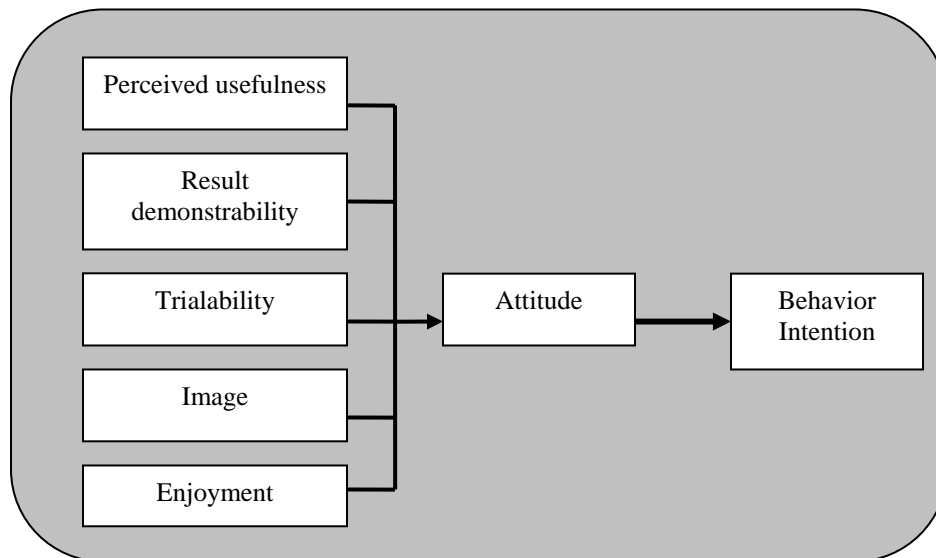 Perceived usefulness
Result
demonstrability
Trialability
Attitude
Behavior
Intention
Image
Enjoyment